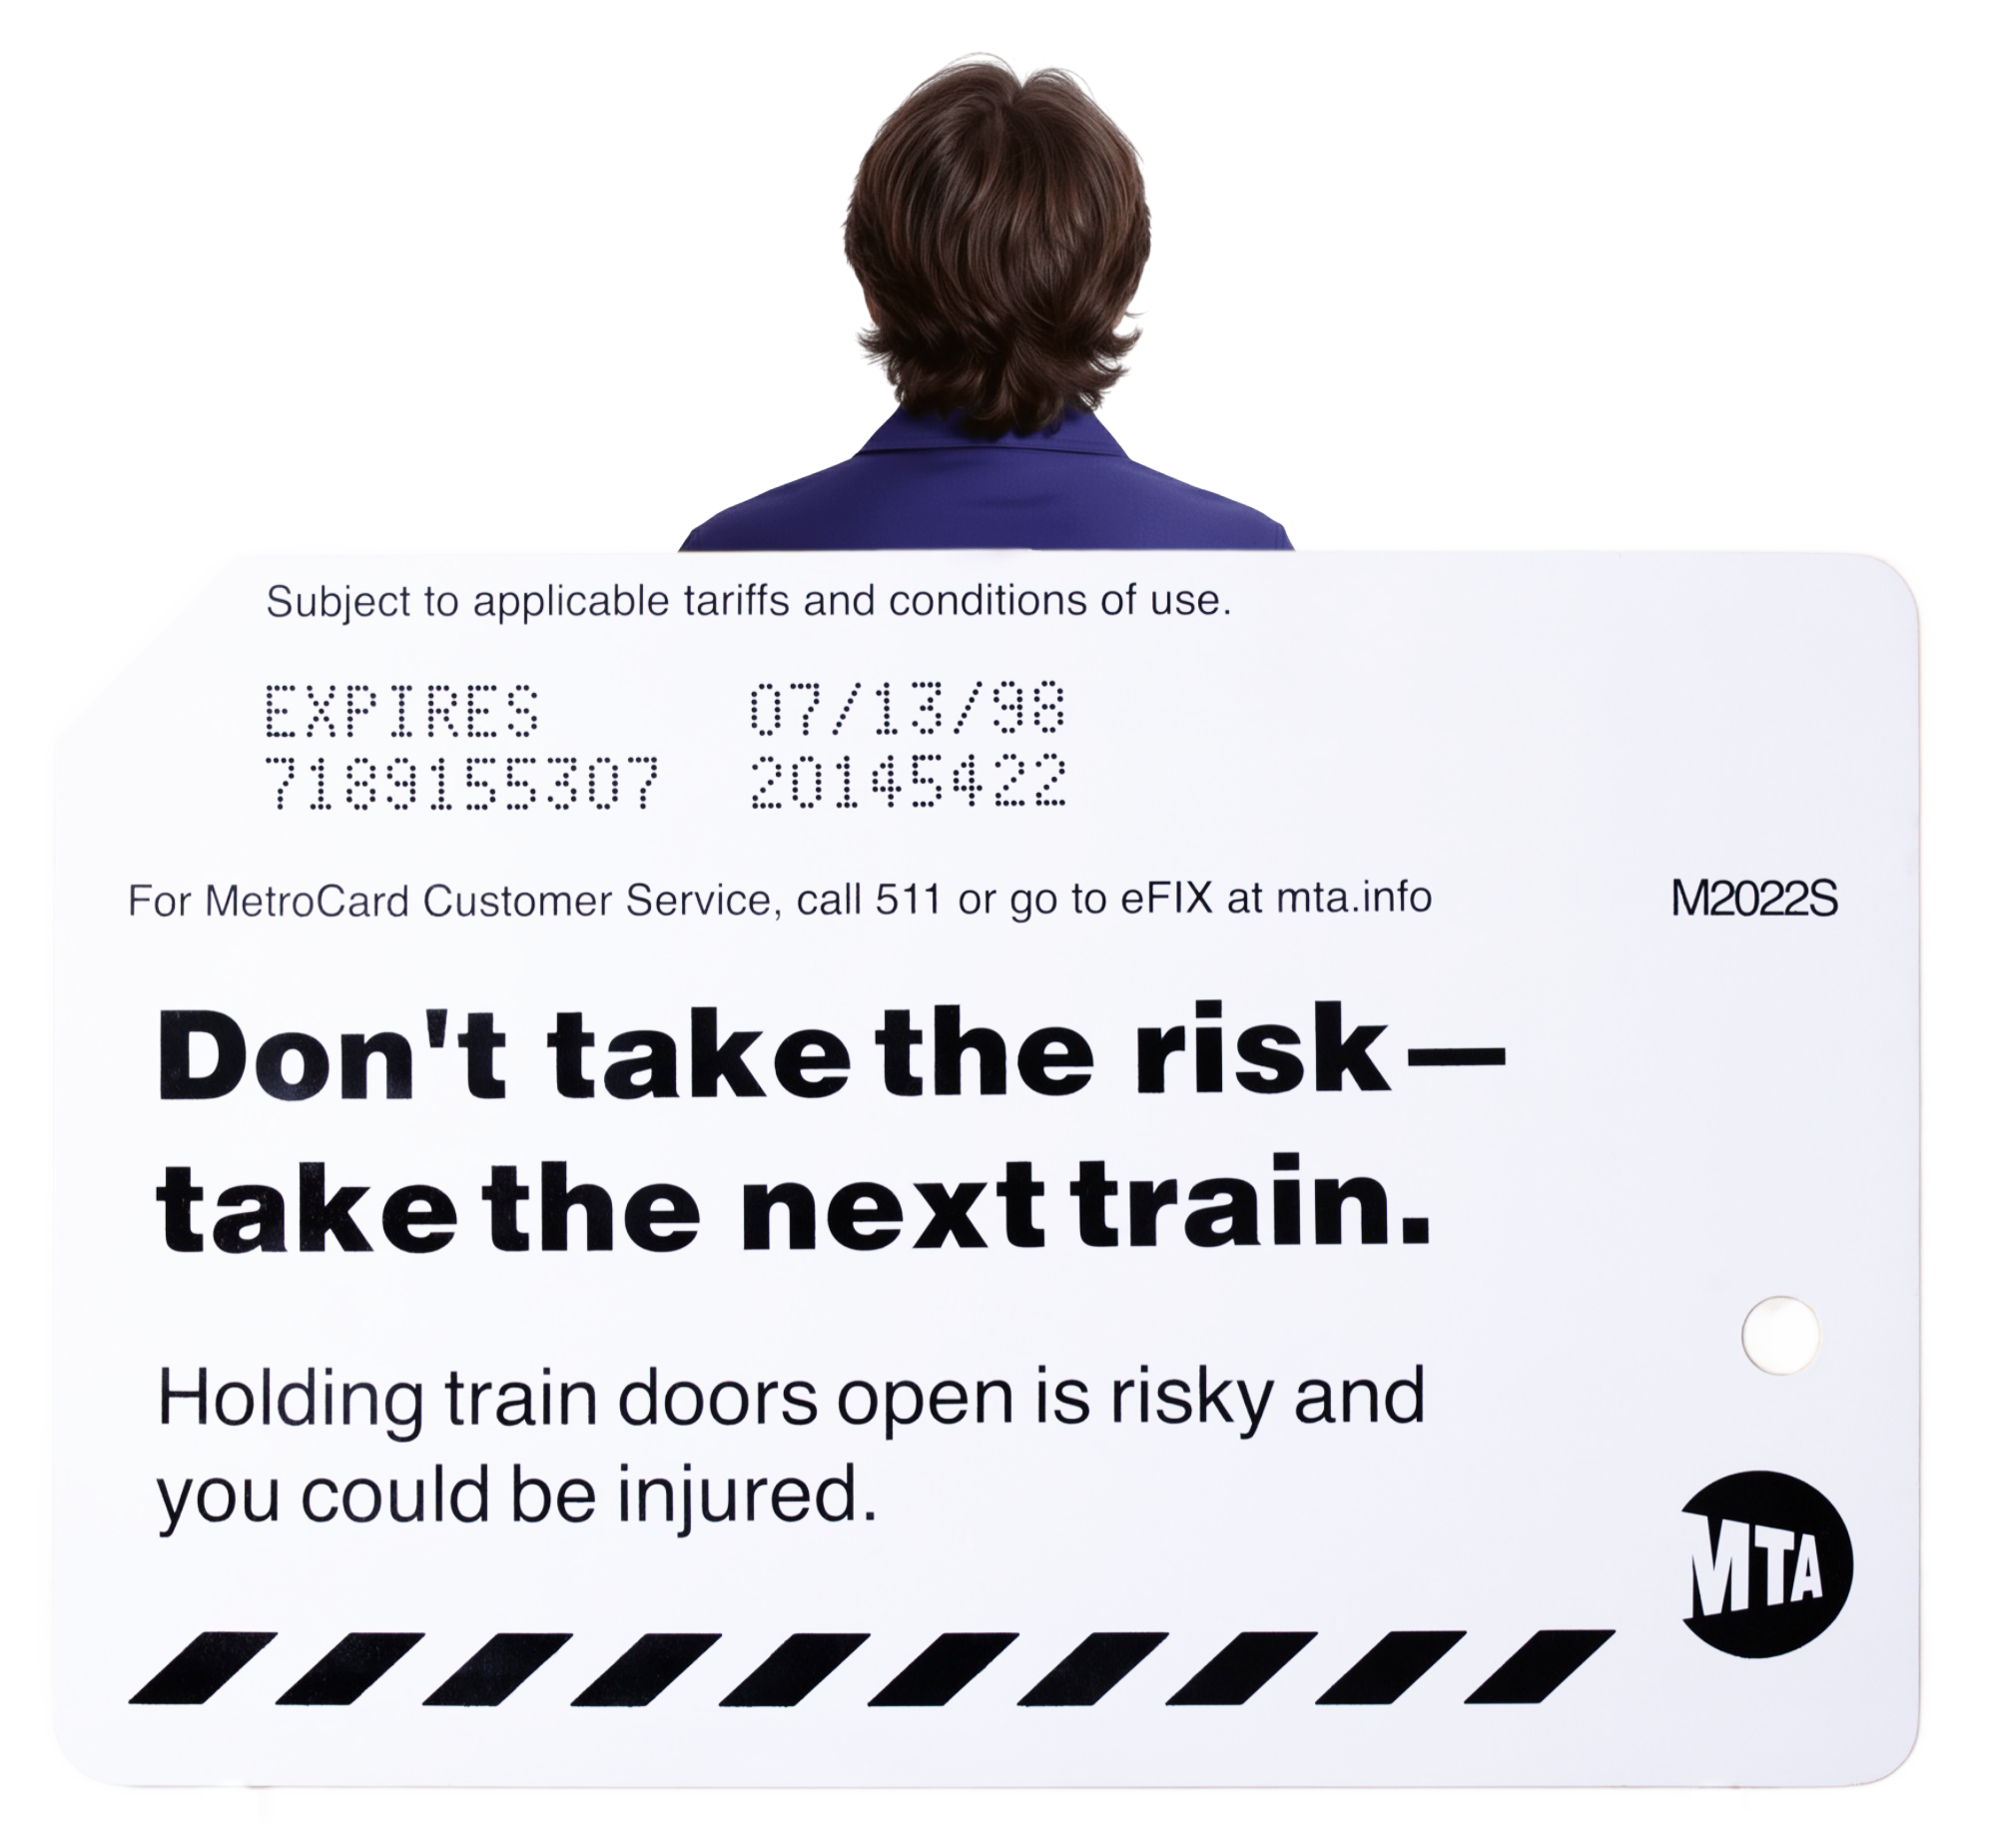 Subject to applicable tariffs and conditions of use.
EXPIRES 07/13/98
7189155307 20145422
For MetroCard Customer Service, call 511 or go to eFIX at mta.info
M2022S
Don't take the risk—
take the next train.
Holding train doors open is risky and
you could be injured.
MTA